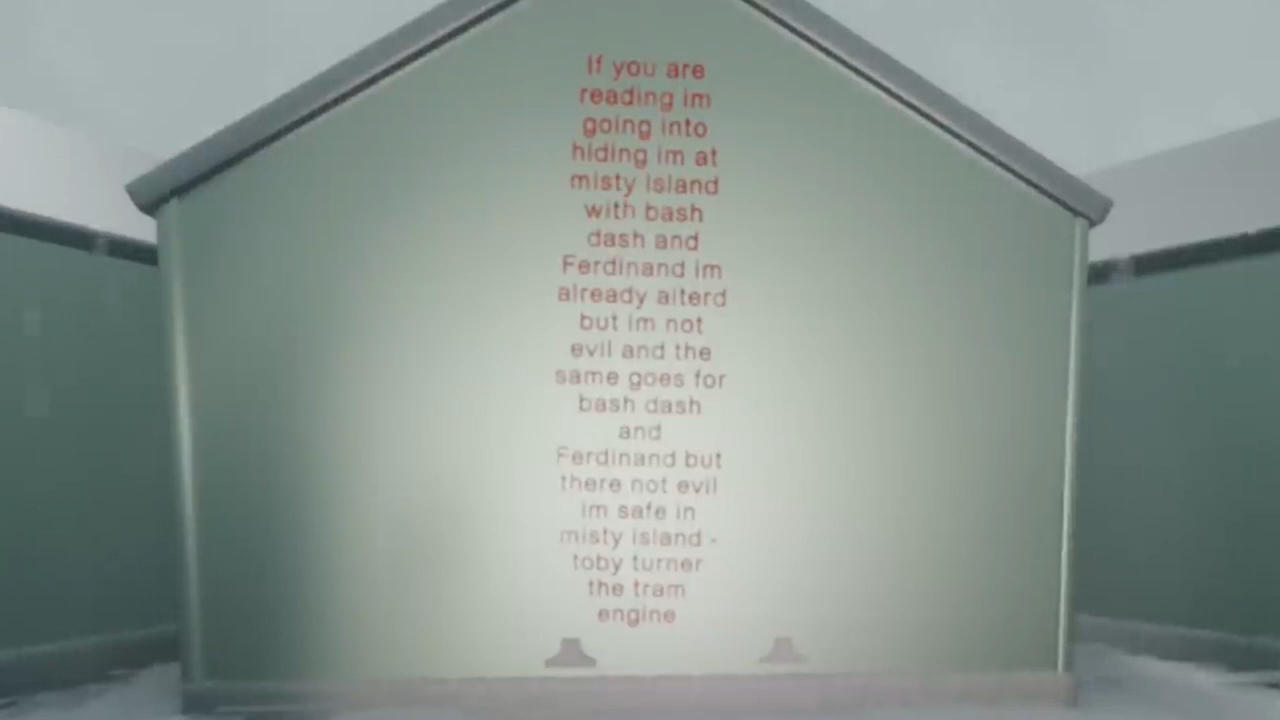 If you are
reading im
going into
hiding im at
misty island
with bash
dash and
Ferdinand im
already alterd
but im not
evil and the
same goes for
bash dash
and
Ferdinand but
there not evil
im safe in
misty island -
toby turner
the tram
engine